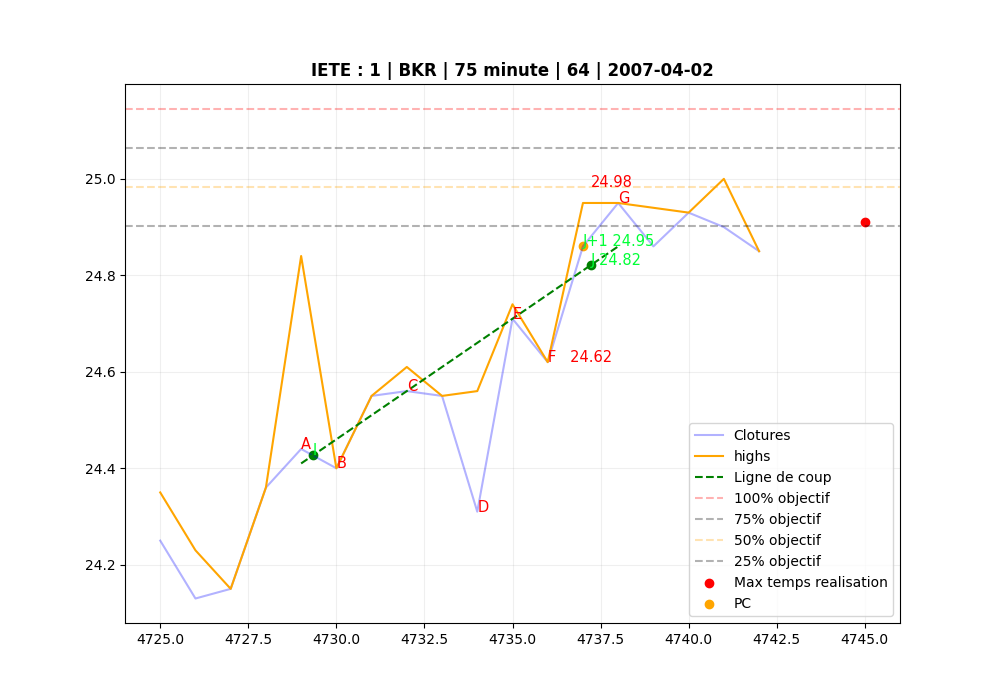 IETE : 1 | BKR | 75 minute | 64 | 2007-04-02
25.0
24.8
24.6
24.4
24.2
24.98
G
I+1 24.95
I 24.82
E
F 24.62
C
A
I
B
D
Clotures
highs
Ligne de coup
100% objectif
75% objectif
50% objectif
25% objectif
Max temps realisation
PC
4725.0 4727.5 4730.0 4732.5 4735.0 4737.5 4740.0 4742.5 4745.0